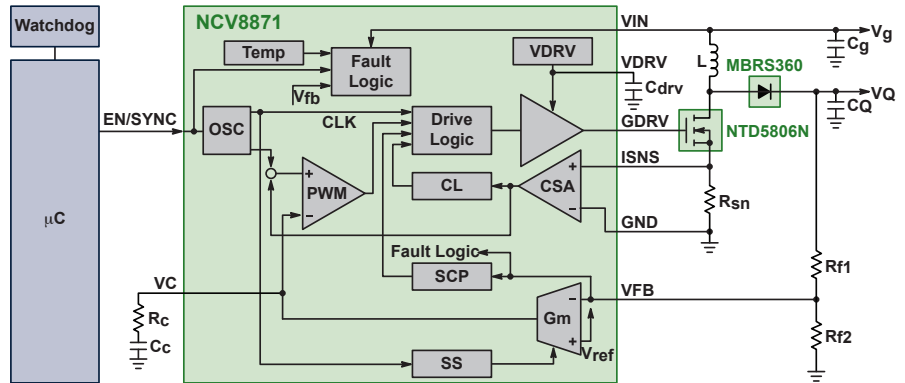 Watchdog
μC
EN/SYNC
VC
Rc
Cc
NCV8871
Temp
Fault
Logic
Vfb
OSC
CLK
PWM
Drive
Logic
CL
CSA
VDRV
Fault Logic
SCP
Gm
Vref
SS
VIN
VDRV
Cdrv
GDRV
ISNS
GND
VFB
L
Vg
Cg
MBRS360
VQ
CQ
NTD5806N
Rsn
Rf1
Rf2
+
−
+
−
−
+